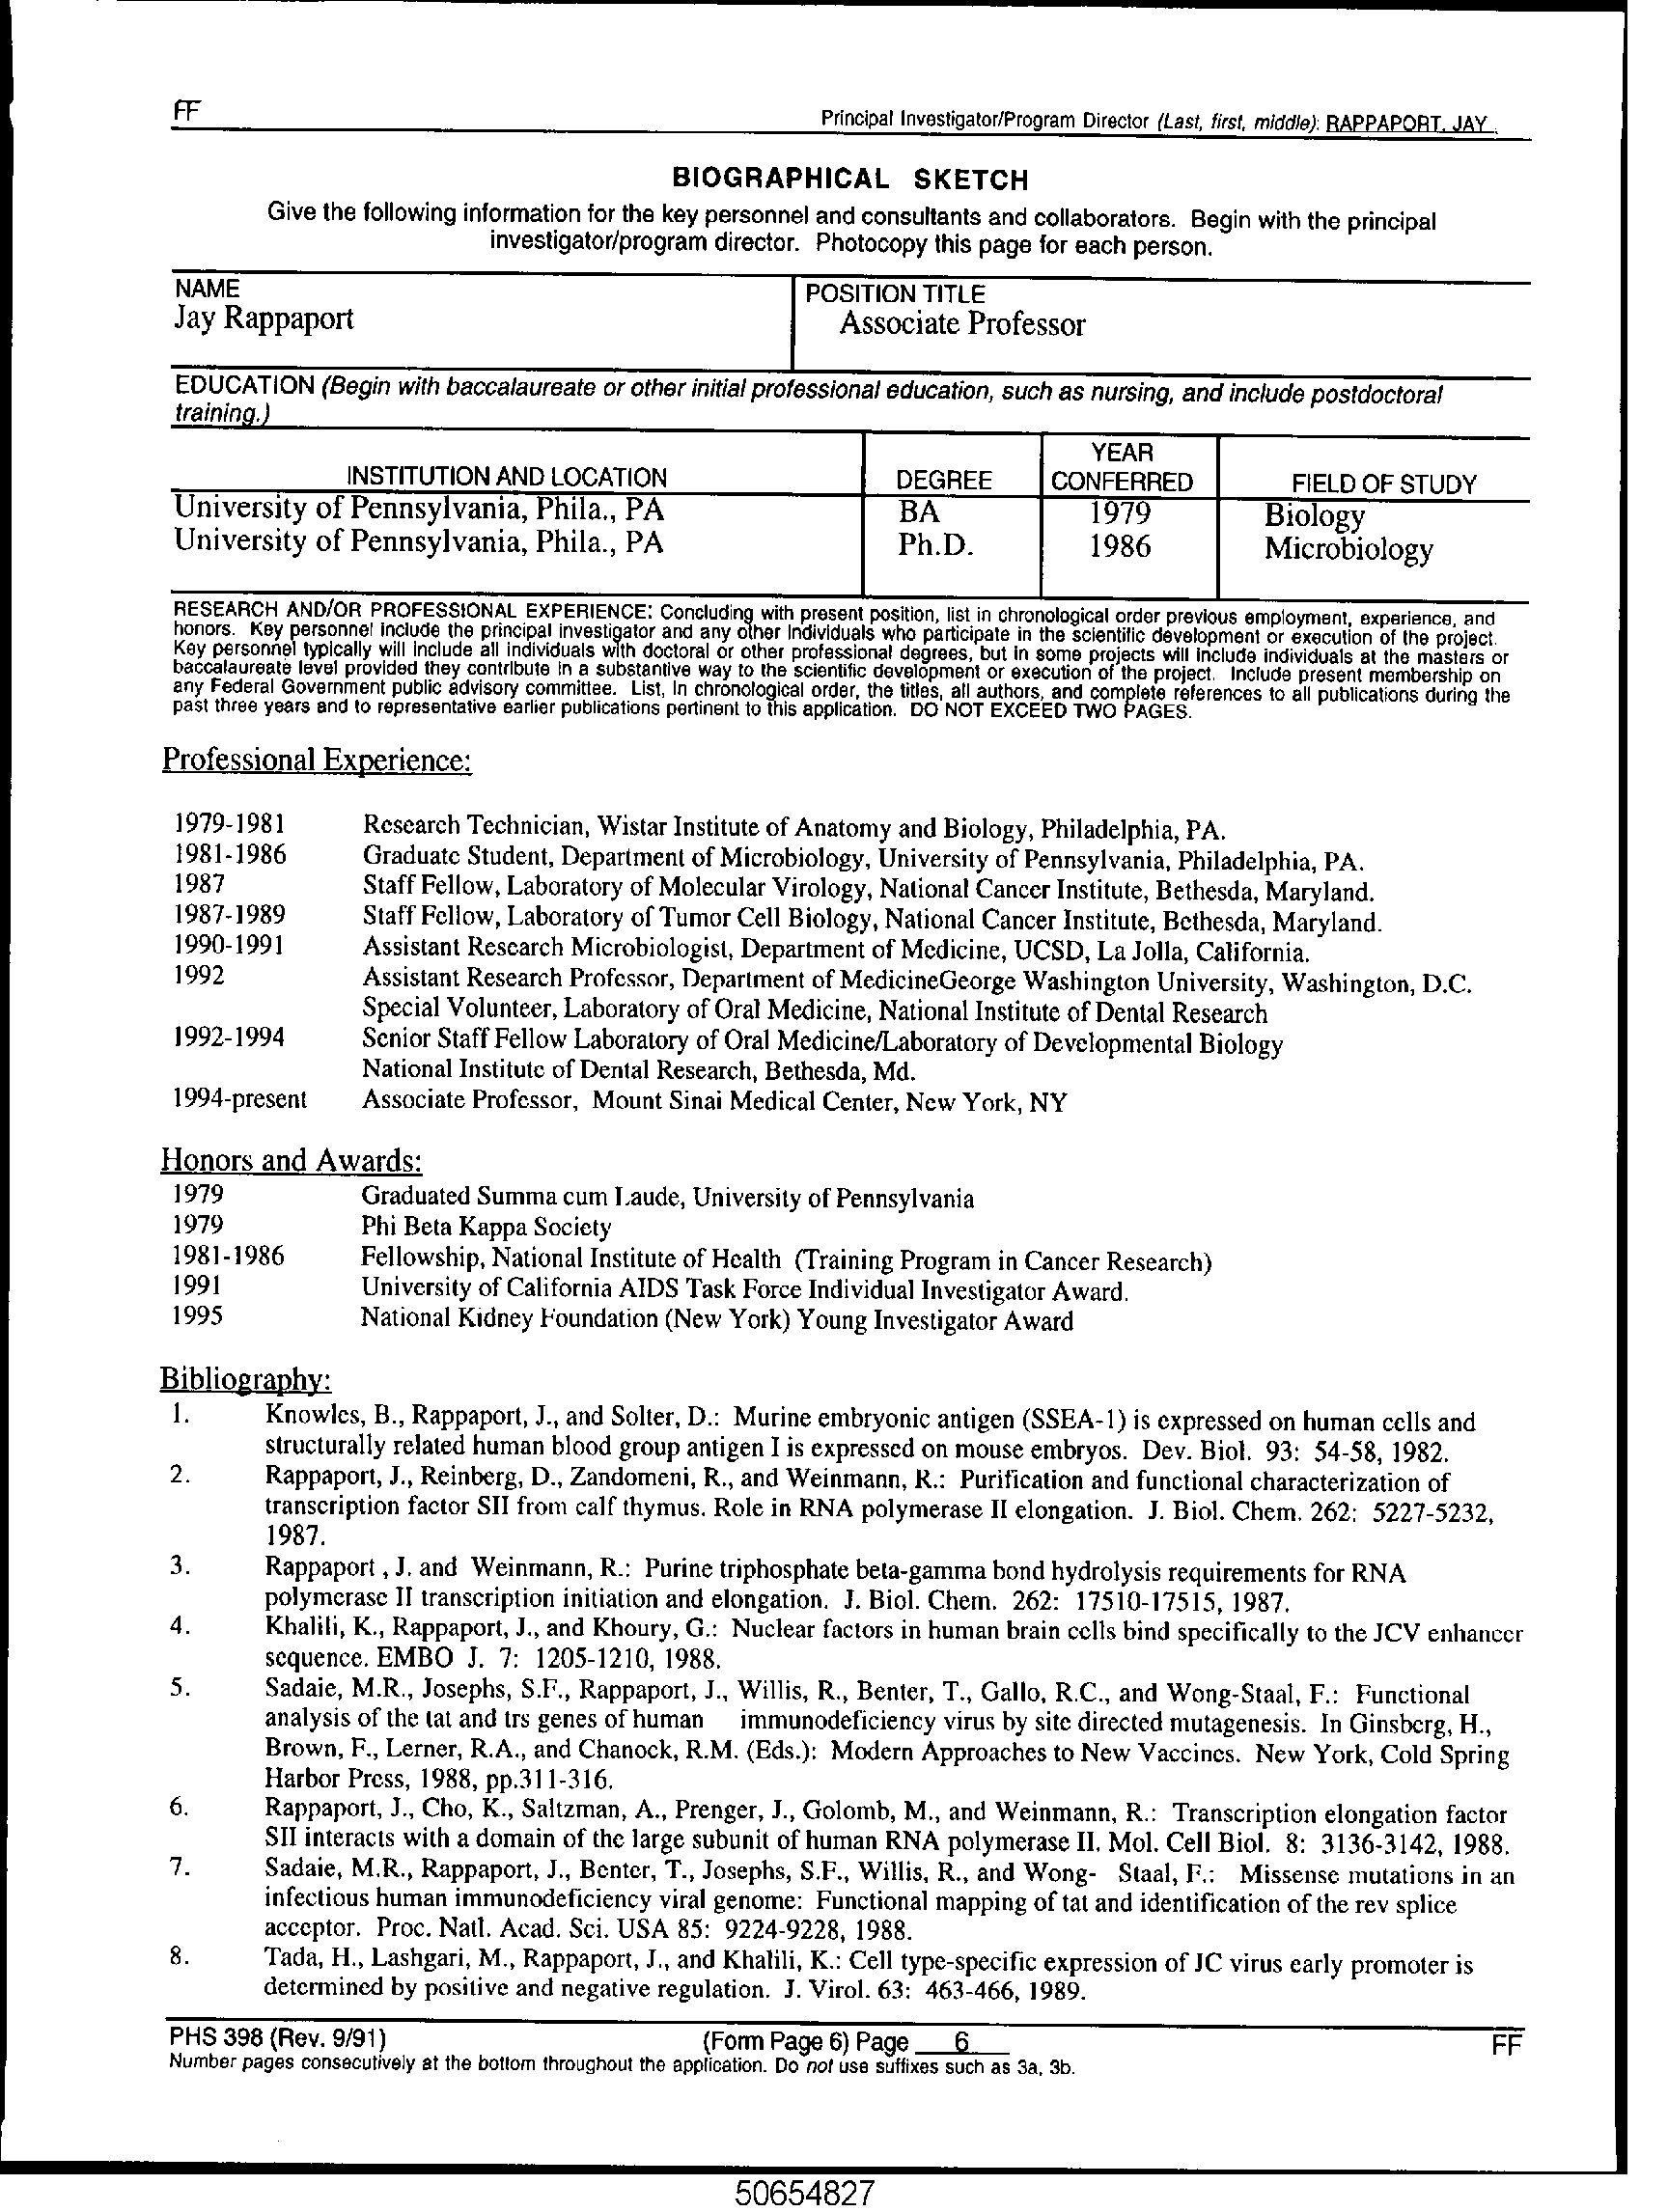 FF
Principal Investigator/Program Director (Last, first, middle): RAPPAPORT, JAY
BIOGRAPHICAL SKETCH
Give the following information for the key personnel and consultants and collaborators. Begin with the principal
investigator/program director. Photocopy this page for each person.
NAME
Jay Rappaport
POSITION TITLE
Associate Professor
EDUCATION (Begin with baccalaureate or other initial professional education, such as nursing, and include postdoctoral
training.)
INSTITUTION AND LOCATION DEGREE YEAR CONFERRED FIELD OF STUDY
University of Pennsylvania, Phila., PA BA 1979 Biology
University of Pennsylvania, Phila., PA Ph.D. 1986 Microbiology
RESEARCH AND/OR PROFESSIONAL EXPERIENCE: Concluding with present position, list in chronological order previous employment, experience, and
honors. Key personnel include the principal investigator and any other individuals who participate in the scientific development or execution of the project.
Key personnel typically will include all individuals with doctoral or other professional degrees, but in some projects will include individuals at the masters or
baccalaureate level provided they contribute in a substantive way to the scientific development or execution of the project. Include present membership on
any Federal Government public advisory committee. List, in chronological order, the titles, all authors, and complete references to all publications during the
past three years and to representative earlier publications pertinent to this application. DO NOT EXCEED TWO PAGES.
Professional Experience:
1979-1981 Research Technician, Wistar Institute of Anatomy and Biology, Philadelphia, PA.
1981-1986 Graduate Student, Department of Microbiology, University of Pennsylvania, Philadelphia, PA.
1987 Staff Fellow, Laboratory of Molecular Virology, National Cancer Institute, Bethesda, Maryland.
1987-1989 Staff Fellow, Laboratory of Tumor Cell Biology, National Cancer Institute, Bethesda, Maryland.
1990-1991 Assistant Research Microbiologist, Department of Medicine, UCSD, La Jolla, California.
1992 Assistant Research Professor, Department of MedicineGeorge Washington University, Washington, D.C.
Special Volunteer, Laboratory of Oral Medicine, National Institute of Dental Research
1992-1994 Senior Staff Fellow Laboratory of Oral Medicine/Laboratory of Developmental Biology
National Institute of Dental Research, Bethesda, Md.
1994-present Associate Professor, Mount Sinai Medical Center, New York, NY
Honors and Awards:
1979 Graduated Summa cum Laude, University of Pennsylvania
1979 Phi Beta Kappa Society
1981-1986 Fellowship, National Institute of Health (Training Program in Cancer Research)
1991 University of California AIDS Task Force Individual Investigator Award.
1995 National Kidney Foundation (New York) Young Investigator Award
Bibliography:
1. Knowles, B., Rappaport, J., and Solter, D.: Murine embryonic antigen (SSEA-1) is expressed on human cells and
structurally related human blood group antigen I is expressed on mouse embryos. Dev. Biol. 93: 54-58, 1982.
2. Rappaport, J., Reinberg, D., Zandomeni, R., and Weinmann, R.: Purification and functional characterization of
transcription factor SII from calf thymus. Role in RNA polymerase II elongation. J. Biol. Chem. 262: 5227-5232,
1987.
3. Rappaport , J. and Weinmann, R.: Purine triphosphate beta-gamma bond hydrolysis requirements for RNA
polymerase II transcription initiation and elongation. J. Biol. Chem. 262: 17510-17515, 1987.
4. Khalili, K., Rappaport, J., and Khoury, G.: Nuclear factors in human brain cells bind specifically to the JCV enhancer
sequence. EMBO J. 7: 1205-1210, 1988.
5. Sadaie, M.R., Josephs, S.F., Rappaport, J., Willis, R., Benter, T., Gallo, R.C., and Wong-Staal, F.: Functional
analysis of the tat and trs genes of human immunodeficiency virus by site directed mutagenesis. In Ginsberg, H.,
Brown, F., Lerner, R.A., and Chanock, R.M. (Eds.): Modern Approaches to New Vaccines. New York, Cold Spring
Harbor Press, 1988, pp.311-316.
6. Rappaport, J., Cho, K., Saltzman, A., Prenger, J., Golomb, M., and Weinmann, R.: Transcription elongation factor
SII interacts with a domain of the large subunit of human RNA polymerase II. Mol. Cell Biol. 8: 3136-3142, 1988.
7. Sadaie, M.R., Rappaport, J., Benter, T., Josephs, S.F., Willis, R., and Wong- Staal, F.: Missense mutations in an
infectious human immunodeficiency viral genome: Functional mapping of tat and identification of the rev splice
acceptor. Proc. Natl. Acad. Sci. USA 85: 9224-9228, 1988.
8. Tada, H., Lashgari, M., Rappaport, J., and Khalili, K.: Cell type-specific expression of JC virus early promoter is
determined by positive and negative regulation. J. Virol. 63: 463-466, 1989.
PHS 398 (Rev. 9/91) (Form Page 6) Page 6 FF
Number pages consecutively at the bottom throughout the application. Do not use suffixes such as 3a, 3b.
50654827